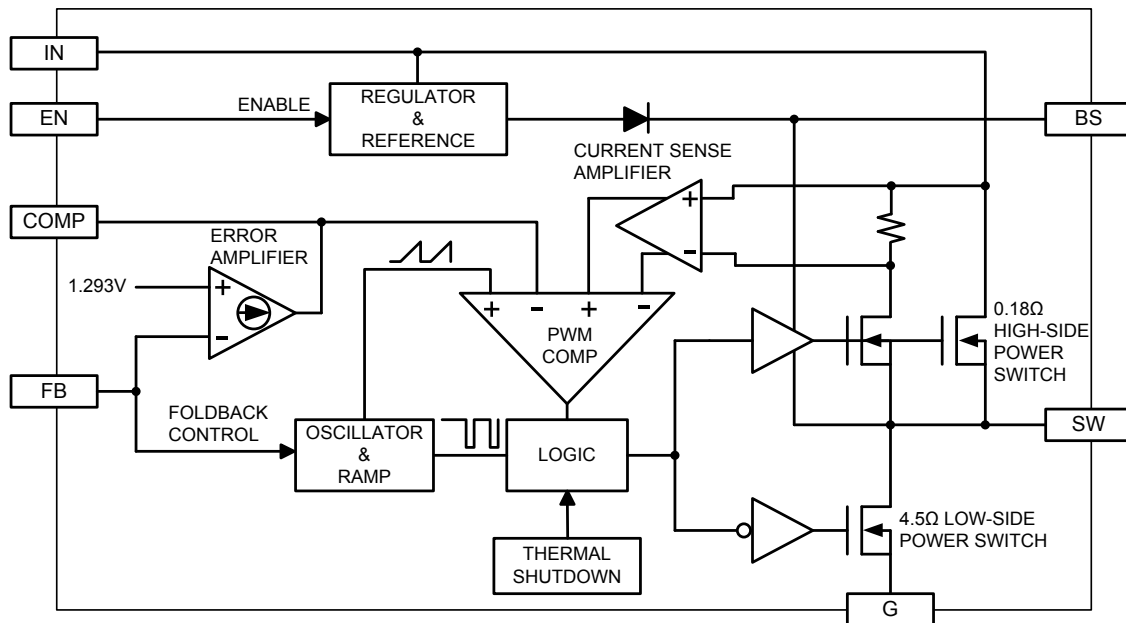 IN
EN
ENABLE
REGULATOR
&
REFERENCE
BS
CURRENT SENSE
AMPLIFIER
COMP
ERROR
AMPLIFIER
1.293V
+
-
+
-
+
-
+
-
PWM
COMP
0.18Ω
HIGH-SIDE
POWER
SWITCH
FB
FOLDBACK
CONTROL
OSCILLATOR
&
RAMP
LOGIC
SW
4.5Ω LOW-SIDE
POWER SWITCH
THERMAL
SHUTDOWN
G